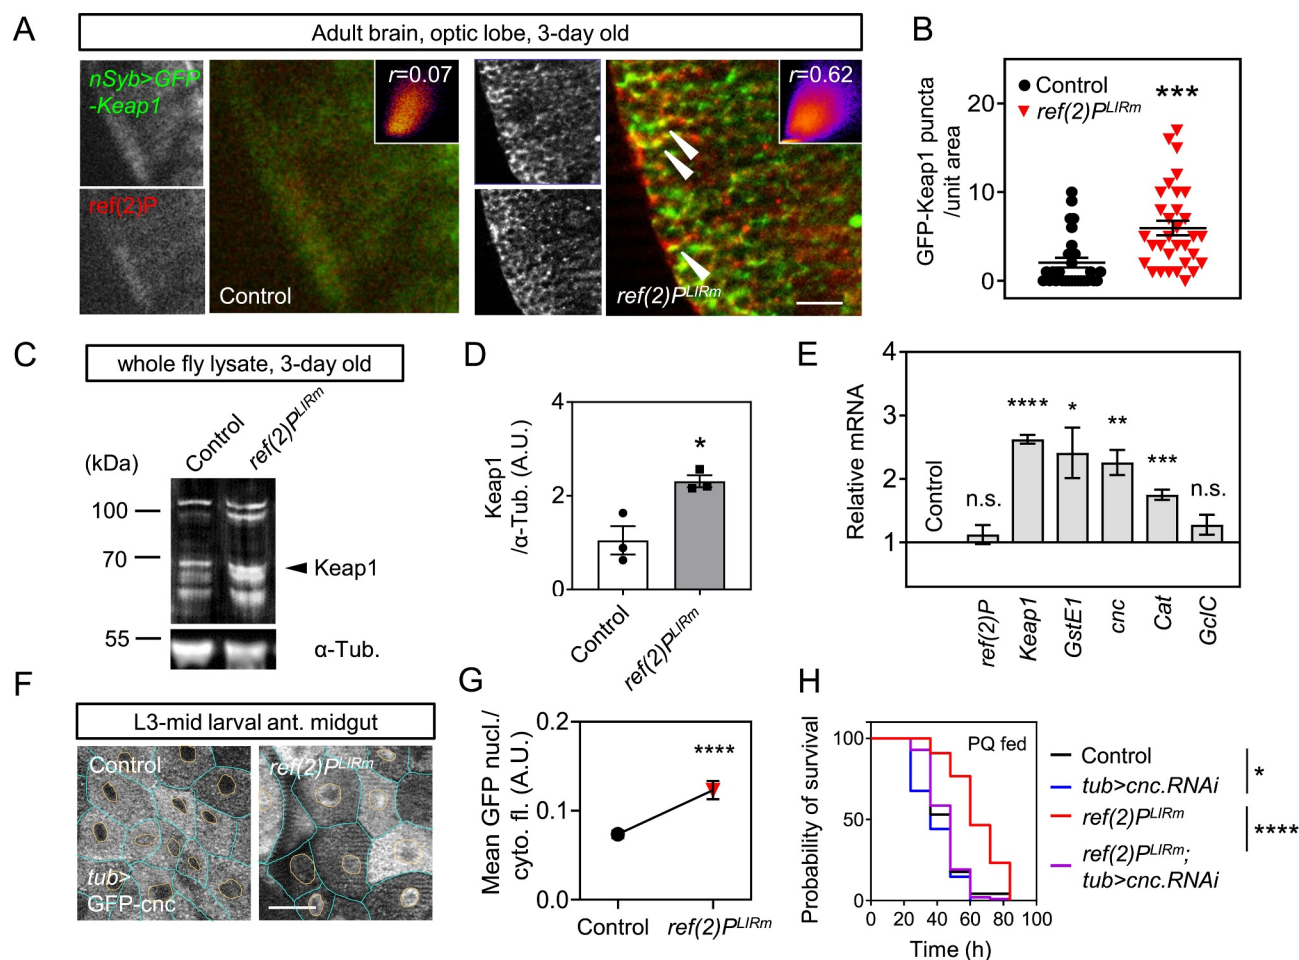 A
Adult brain, optic lobe, 3-day old
nSyb>GFP
-Keap1
ref(2)P
r=0.07
Control
r=0.62
ref(2)P^LIRm
B
GFP-Keap1 puncta
/unit area
20
10
0
Control
ref(2)P^LIRm
***
C
whole fly lysate, 3-day old
Control
ref(2)P^LIRm
(kDa)
100
70
55
Keap1
α-Tub.
D
Keap1
/α-Tub. (A.U.)
4
2
0
*
Control
ref(2)P^LIRm
E
Relative mRNA
4
3
2
1
Control
n.s.
****
*
**
***
n.s.
ref(2)P
Keap1
GstE1
cnc
Cat
GclC
F
L3-mid larval ant. midgut
Control
tub>
GFP-cnc
ref(2)P^LIRm
G
Mean GFP nucl./
cyto. fl. (A.U.)
0.2
0.1
0.0
****
Control
ref(2)P^LIRm
H
Probability of survival
100
50
0
PQ fed
0 20 40 60 80 100
Time (h)
Control
tub>cnc.RNAi
ref(2)P^LIRm
ref(2)P^LIRm;
tub>cnc.RNAi
*
****